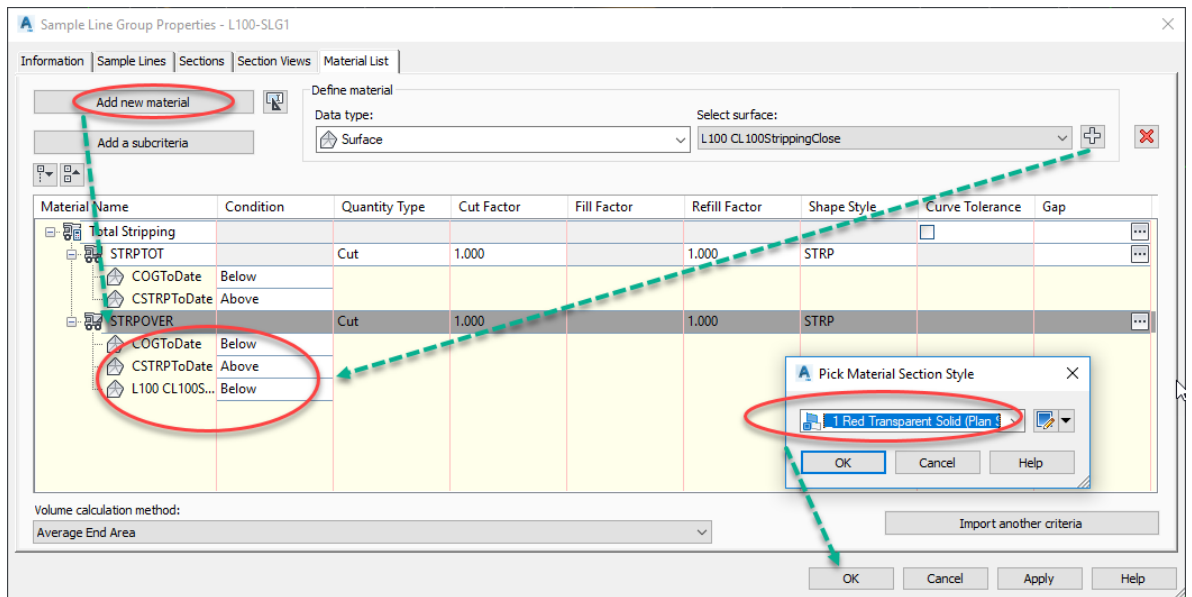 Sample Line Group Properties - L100-SLG1
Information Sample Lines Sections Section Views Material List
Add new material
Define material
Data type: Select surface:
Surface L100 CL100StrippingClose
Add a subcriteria
Material Name Condition Quantity Type Cut Factor Fill Factor Refill Factor Shape Style Curve Tolerance Gap
Total Stripping ...
STRPTOT Cut 1.000 1.000 STRP ...
COGToDate Below
CSTRPToDate Above
STRPOVER Cut 1.000 1.000 STRP ...
COGToDate Below
CSTRPToDate Above
L100 CL100S... Below
Pick Material Section Style
_1 Red Transparent Solid (Plan S
OK Cancel Help
Volume calculation method:
Average End Area
Import another criteria
OK Cancel Apply Help